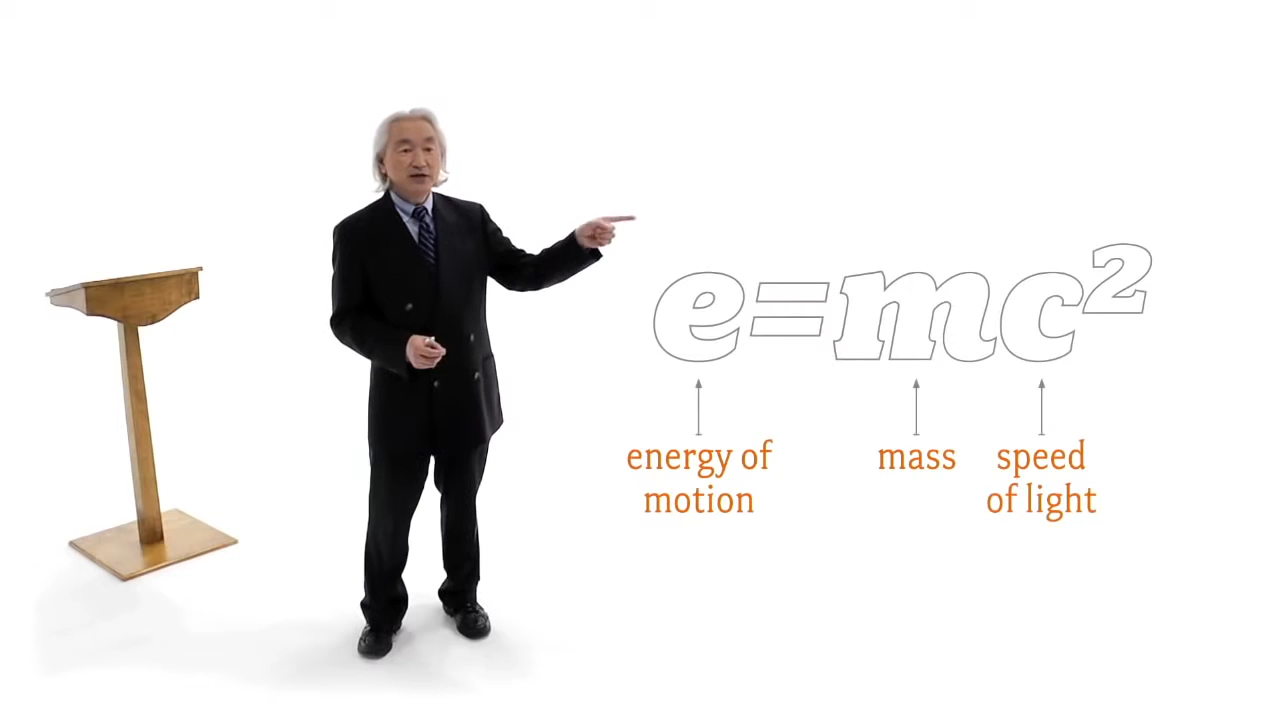 e=mc²
energy of mass speed
motion of light